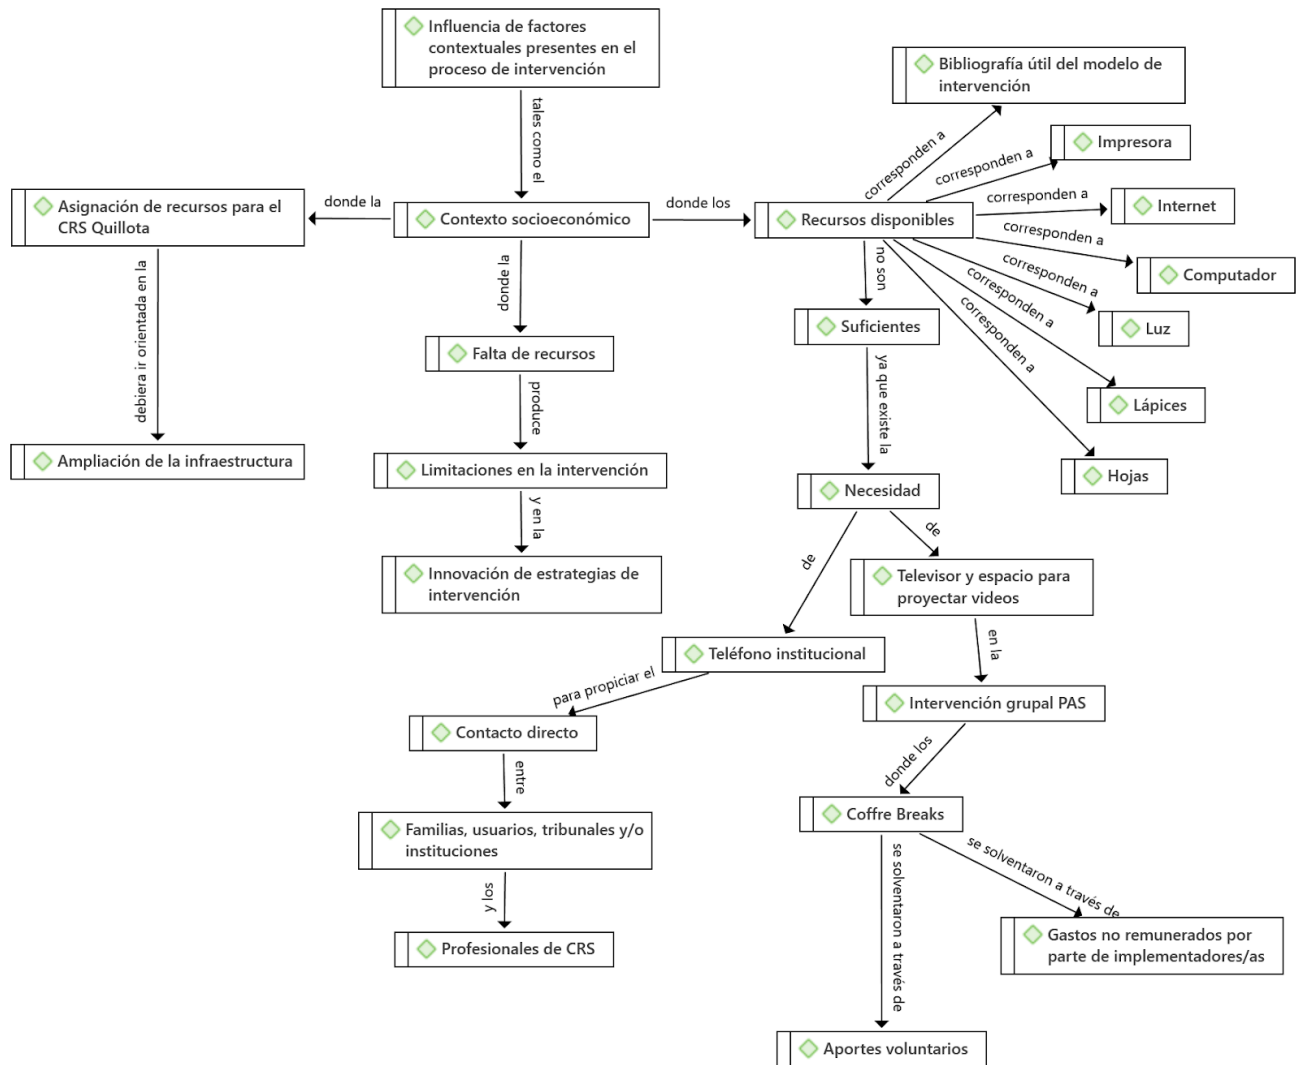 Influencia de factores
contextuales presentes en el
proceso de intervención
tales como el
Bibliografía útil del modelo de
intervención
corresponden a
Impresora
corresponden a
Internet
corresponden a
Computador
corresponden a
Luz
corresponden a
Lápices
corresponden a
Hojas
corresponden a
Asignación de recursos para el
CRS Quillota
donde la
Contexto socioeconómico
donde los
Recursos disponibles
debiera ir orientada en la
Ampliación de la infraestructura
donde la
Falta de recursos
produce
Limitaciones en la intervención
y en la
Innovación de estrategias de
intervención
no son
Suficientes
ya que existe la
Necesidad
de
de
Televisor y espacio para
proyectar videos
Teléfono institucional
en la
para propiciar el
Intervención grupal PAS
Contacto directo
entre
donde los
Familias, usuarios, tribunales y/o
instituciones
Coffre Breaks
y los
se solventaron a través de
se solventaron a través de
Profesionales de CRS
Gastos no remunerados por
parte de implementadores/as
Aportes voluntarios